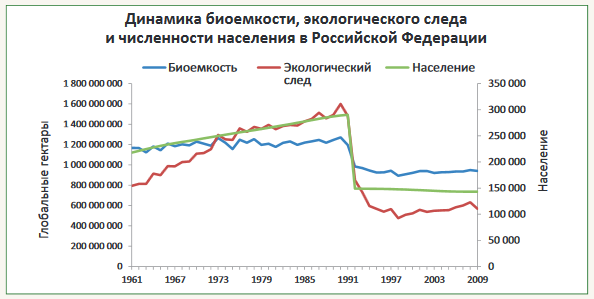 Динамика биоемкости, экологического следа
и численности населения в Российской Федерации
Биоемкость
Экологический след
Население
Глобальные гектары
1 800 000 000
1 600 000 000
1 400 000 000
1 200 000 000
1 000 000 000
800 000 000
600 000 000
400 000 000
200 000 000
0
350 000
300 000
250 000
200 000
150 000
100 000
50 000
0
Население
1961 1967 1973 1979 1985 1991 1997 2003 2009